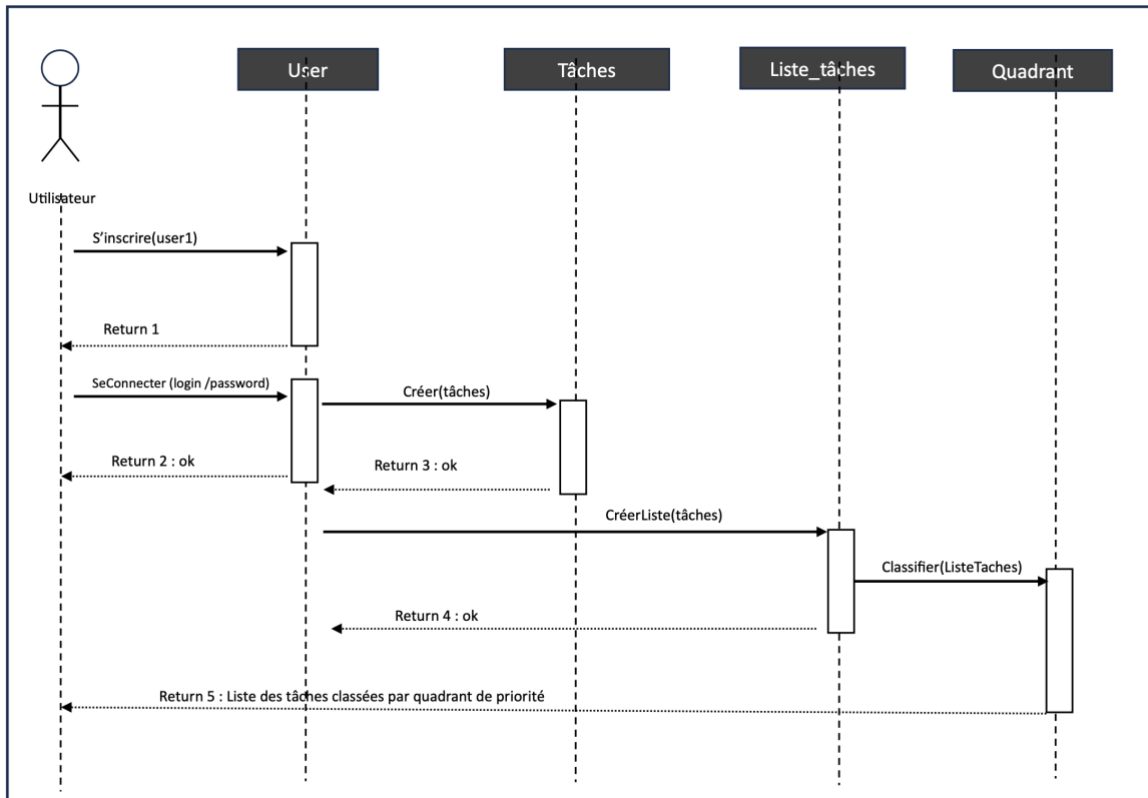 User
Tâches
Liste_tâches
Quadrant
Utilisateur
S'inscrire(user1)
Return 1
SeConnecter (login /password)
Créer(tâches)
Return 2 : ok
Return 3 : ok
CréerListe(tâches)
Classifier(ListeTaches)
Return 4 : ok
Return 5 : Liste des tâches classées par quadrant de priorité